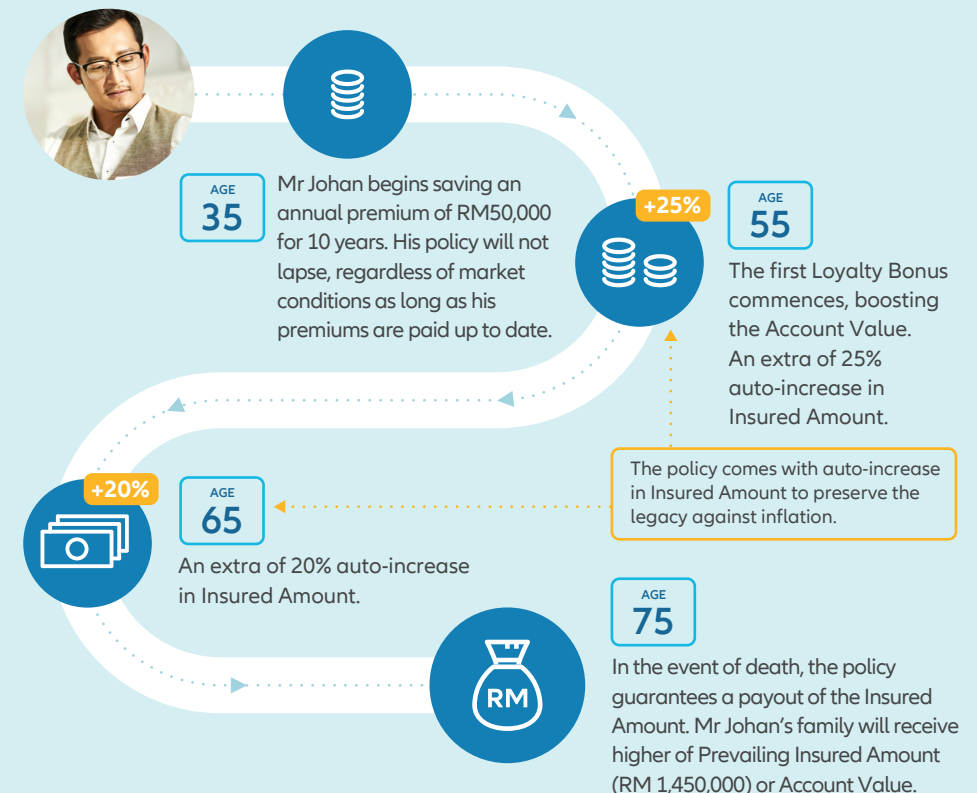 AGE
35
Mr Johan begins saving an
annual premium of RM50,000
for 10 years. His policy will not
lapse, regardless of market
conditions as long as his
premiums are paid up to date.
+25%
AGE
55
The first Loyalty Bonus
commences, boosting
the Account Value.
An extra of 25%
auto-increase in
Insured Amount.
The policy comes with auto-increase
in Insured Amount to preserve the
legacy against inflation.
+20%
AGE
65
An extra of 20% auto-increase
in Insured Amount.
RM
AGE
75
In the event of death, the policy
guarantees a payout of the Insured
Amount. Mr Johan’s family will receive
higher of Prevailing Insured Amount
(RM 1,450,000) or Account Value.